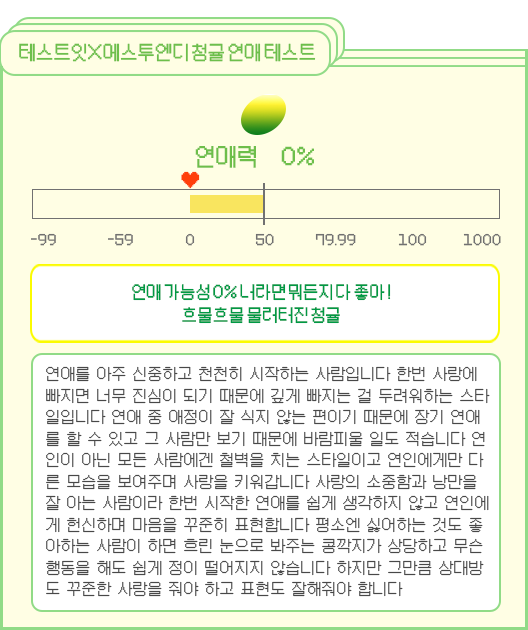 테스트잇X메스투엔디 청귤 연애 테스트
연애력 0%
-99 -59 0 50 79.99 100 1000
연애 가능성 0% 너라면 뭐든지 다 좋아!
흐물흐물 물러터진 청귤
연애를 아주 신중하고 천천히 시작하는 사람입니다 한번 사랑에
빠지면 너무 진심이 되기 때문에 깊게 빠지는 걸 두려워하는 스타
일입니다 연애 중 애정이 잘 식지 않는 편이기 때문에 장기 연애
를 할 수 있고 그 사람만 보기 때문에 바람피울 일도 적습니다 연
인이 아닌 모든 사람에겐 철벽을 치는 스타일이고 연인에게만 다
른 모습을 보여주며 사랑을 키워갑니다 사랑의 소중함과 낭만을
잘 아는 사람이라 한번 시작한 연애를 쉽게 생각하지 않고 연인에
게 헌신하며 마음을 꾸준히 표현합니다 평소엔 싫어하는 것도 좋
아하는 사람이 하면 흐린 눈으로 봐주는 콩깍지가 상당하고 무슨
행동을 해도 쉽게 정이 떨어지지 않습니다 하지만 그만큼 상대방
도 꾸준한 사랑을 줘야 하고 표현도 잘해줘야 합니다